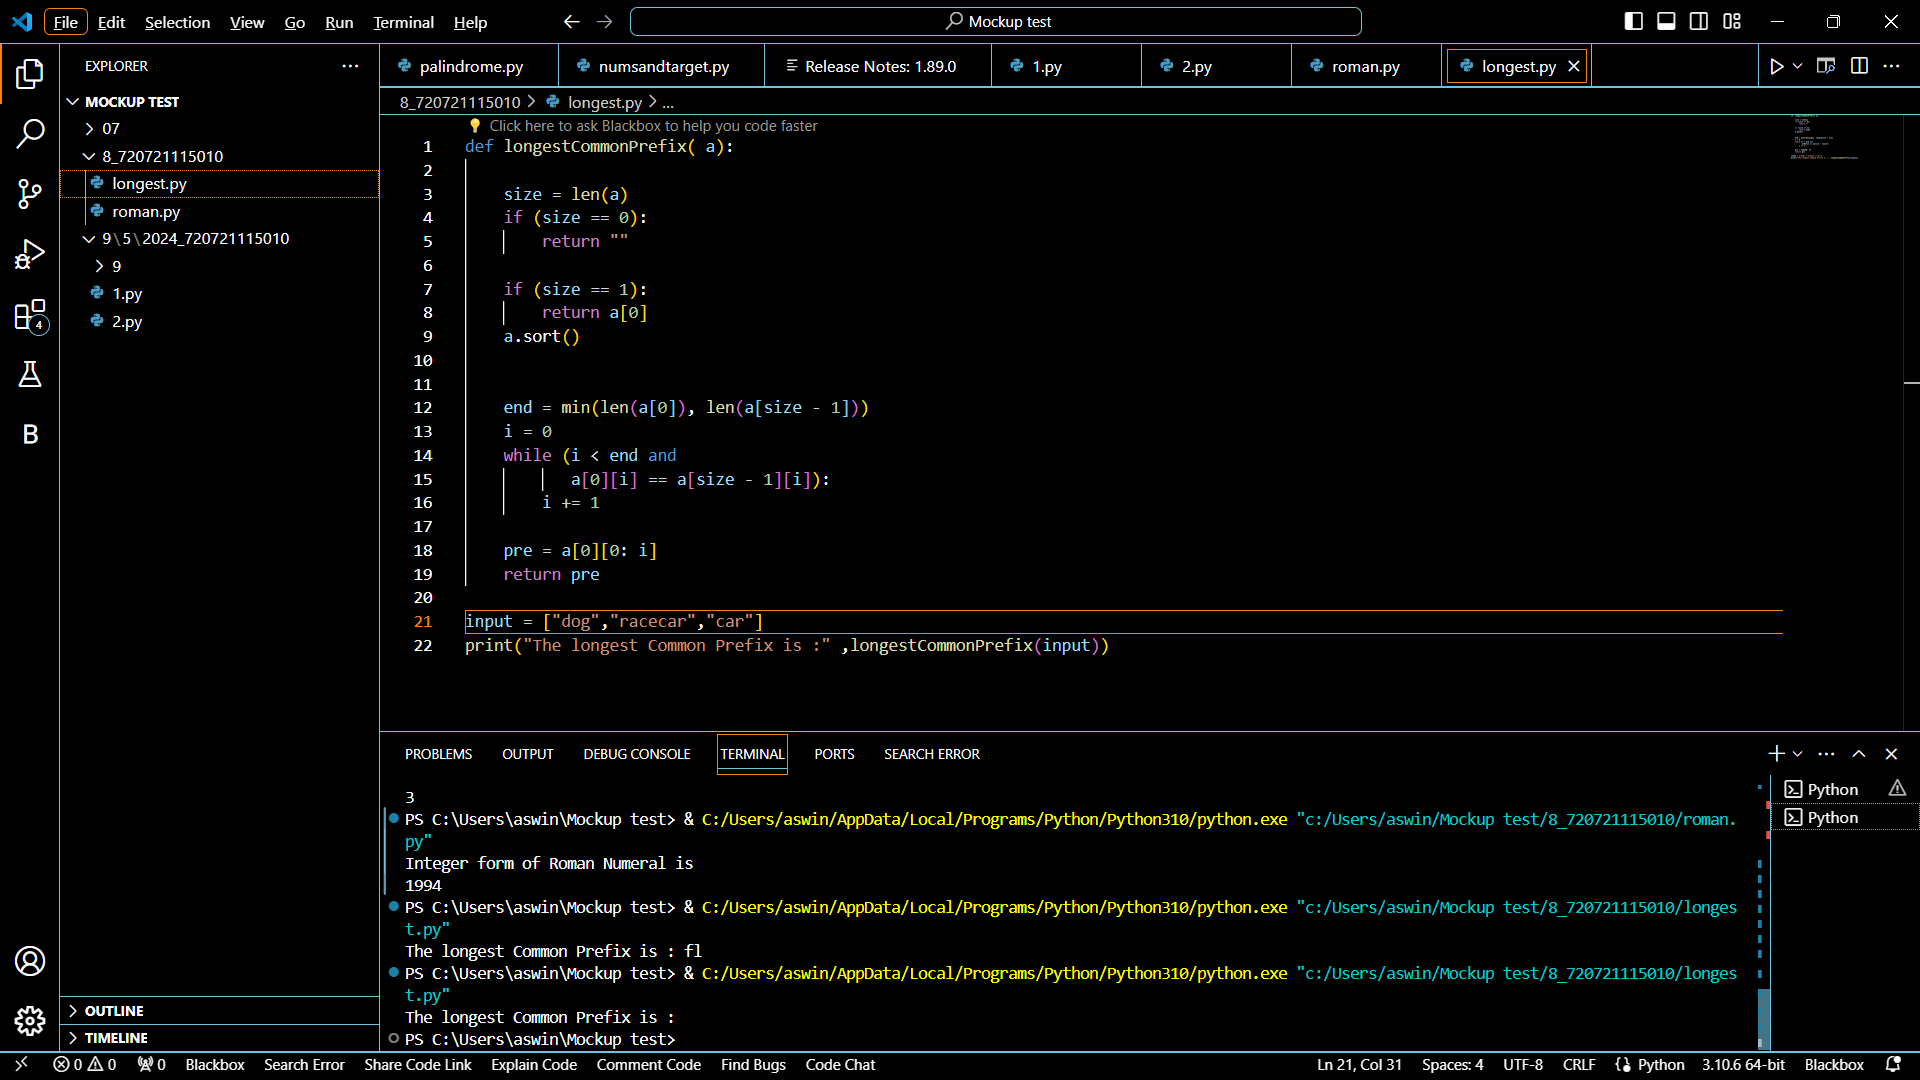 File Edit Selection View Go Run Terminal Help
Mockup test
EXPLORER
MOCKUP TEST
07
8_720721115010
longest.py
roman.py
9\5\2024_720721115010
9
1.py
2.py
OUTLINE
TIMELINE
4
B
palindrome.py numsandtarget.py Release Notes: 1.89.0 1.py 2.py roman.py longest.py
8_720721115010 > longest.py > ...
Click here to ask Blackbox to help you code faster
1 def longestCommonPrefix( a):
2
3 size = len(a)
4 if (size == 0):
5 return ""
6
7 if (size == 1):
8 return a[0]
9 a.sort()
10
11
12 end = min(len(a[0]), len(a[size - 1]))
13 i = 0
14 while (i < end and
15 a[0][i] == a[size - 1][i]):
16 i += 1
17
18 pre = a[0][0: i]
19 return pre
20
21 input = ["dog","racecar","car"]
22 print("The longest Common Prefix is :" ,longestCommonPrefix(input))
PROBLEMS OUTPUT DEBUG CONSOLE TERMINAL PORTS SEARCH ERROR
3
PS C:\Users\aswin\Mockup test> & C:/Users/aswin/AppData/Local/Programs/Python/Python310/python.exe "c:/Users/aswin/Mockup test/8_720721115010/roman.
py"
Integer form of Roman Numeral is
1994
PS C:\Users\aswin\Mockup test> & C:/Users/aswin/AppData/Local/Programs/Python/Python310/python.exe "c:/Users/aswin/Mockup test/8_720721115010/longes
t.py"
The longest Common Prefix is : fl
PS C:\Users\aswin\Mockup test> & C:/Users/aswin/AppData/Local/Programs/Python/Python310/python.exe "c:/Users/aswin/Mockup test/8_720721115010/longes
t.py"
The longest Common Prefix is :
PS C:\Users\aswin\Mockup test>
Python
Python
0 0 0 Blackbox Search Error Share Code Link Explain Code Comment Code Find Bugs Code Chat Ln 21, Col 31 Spaces: 4 UTF-8 CRLF {} Python 3.10.6 64-bit Blackbox